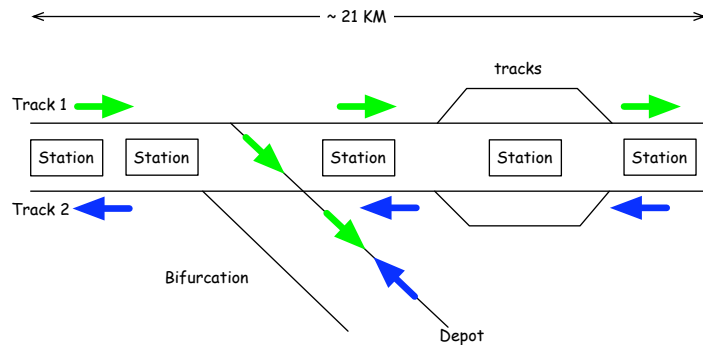 ~ 21 KM
tracks
Track 1
Station
Station
Station
Station
Station
Track 2
Bifurcation
Depot